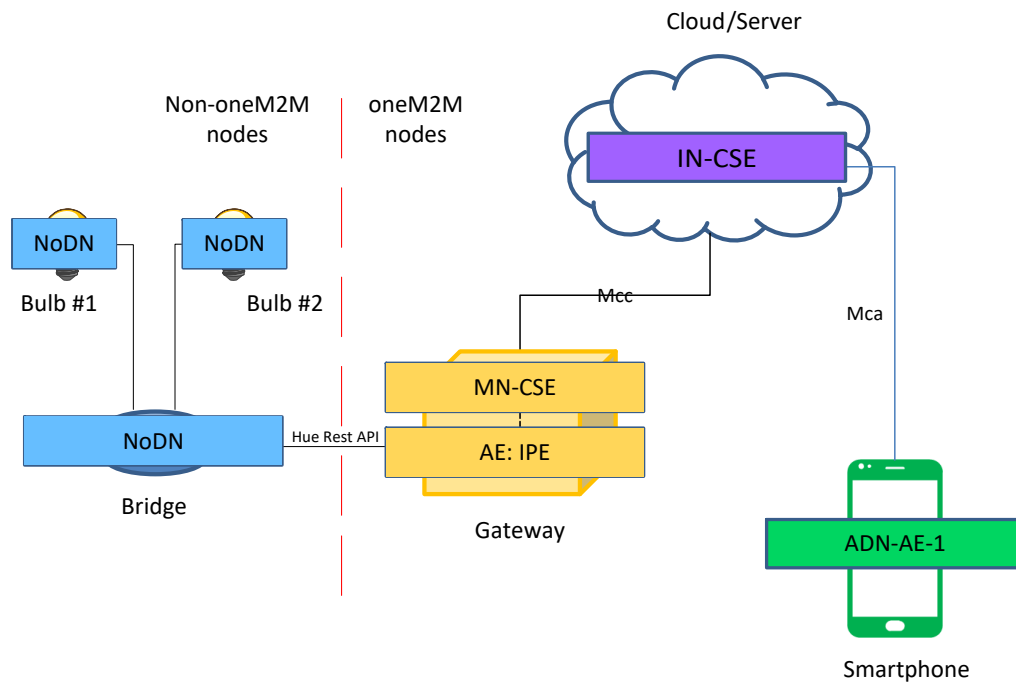 Cloud/Server
Non-oneM2M
nodes
oneM2M
nodes
IN-CSE
NoDN
NoDN
Bulb #1
Bulb #2
Mcc
Mca
MN-CSE
NoDN
Hue Rest API
AE: IPE
Bridge
Gateway
ADN-AE-1
Smartphone